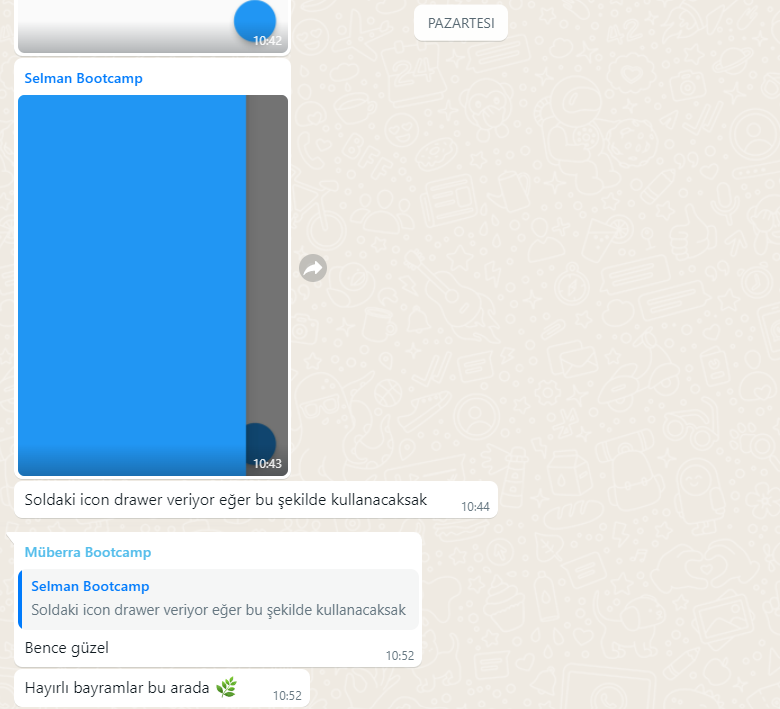 10:42
PAZARTESI
Selman Bootcamp
10:43
Soldaki icon drawer veriyor eğer bu şekilde kullanacaksak
10:44
Müberra Bootcamp
Selman Bootcamp
Soldaki icon drawer veriyor eğer bu şekilde kullanacaksak
Bence güzel
10:52
Hayırlı bayramlar bu arada 🌿
10:52